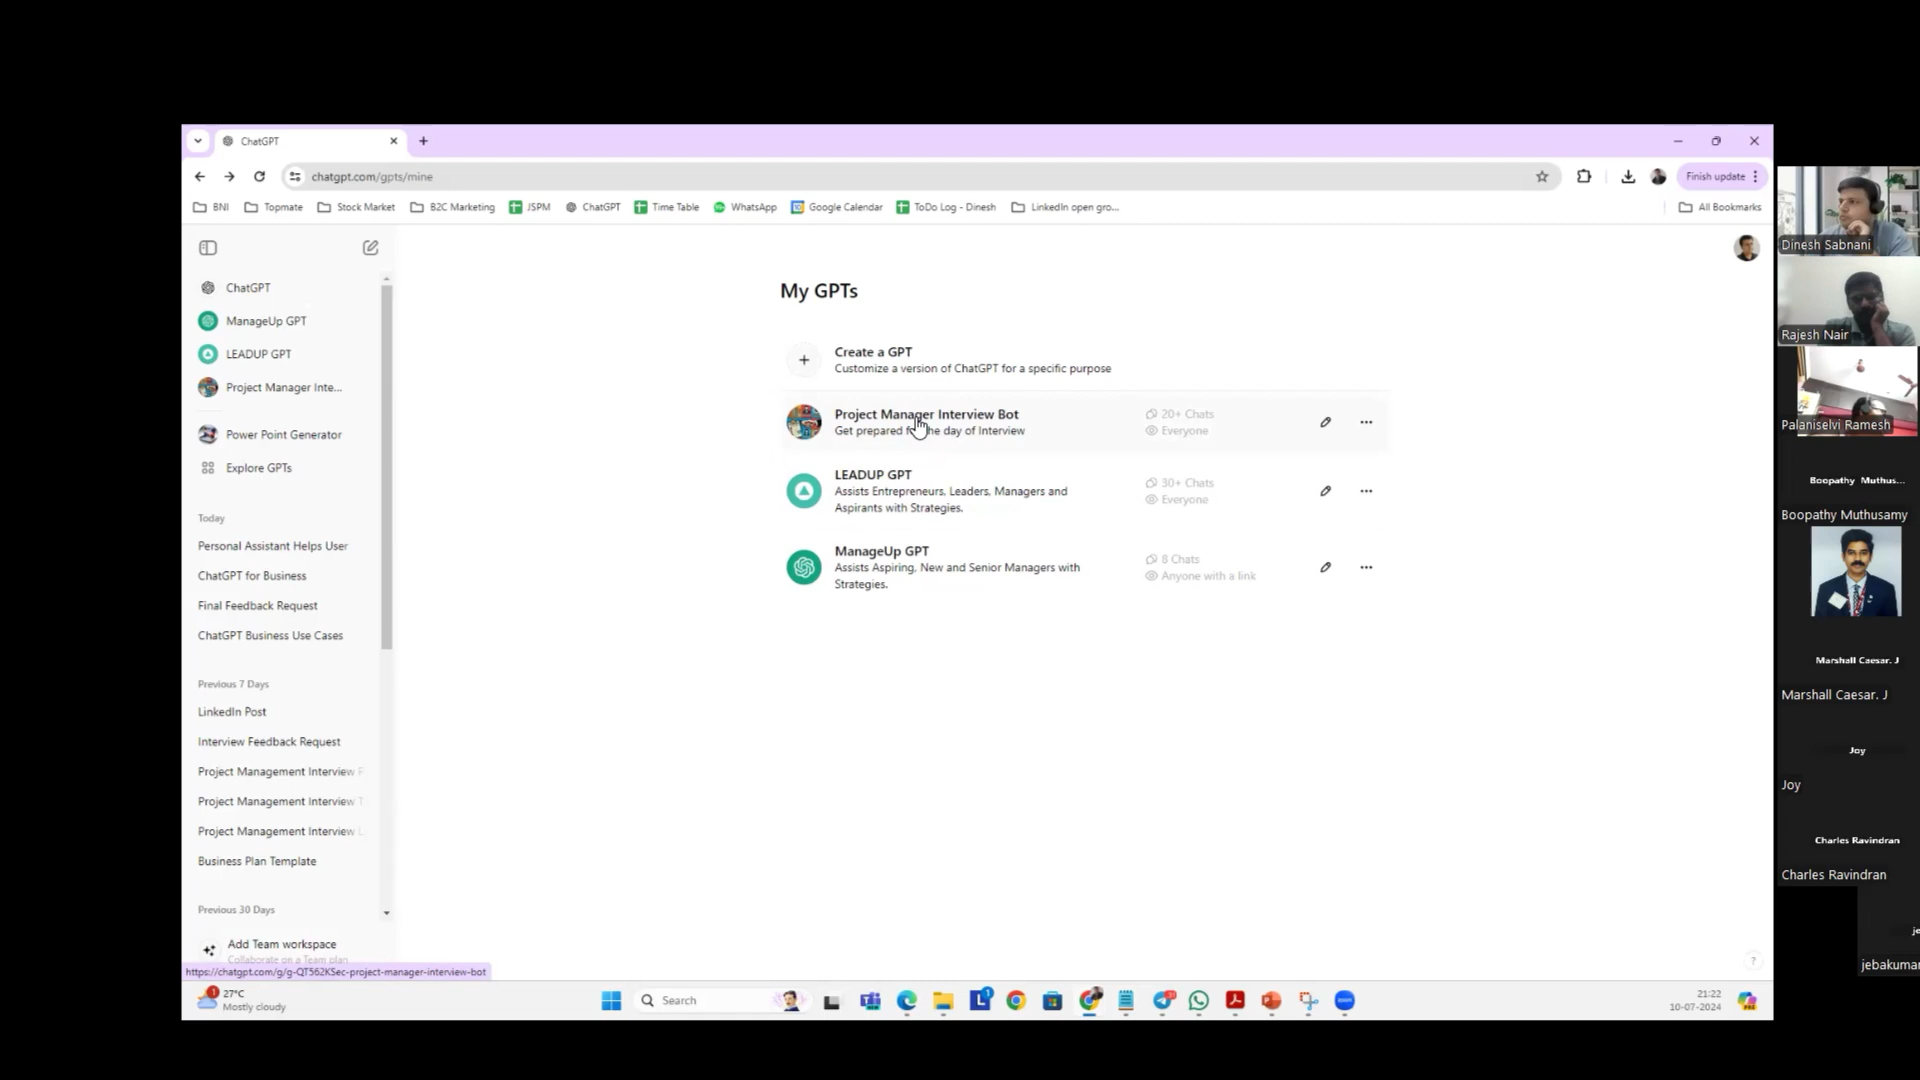 ChatGPT
chatgpt.com/gpts/mine
Finish update
BNI
Topmate
Stock Market
B2C Marketing
JSPM
ChatGPT
Time Table
WhatsApp
Google Calendar
ToDo Log - Dinesh
LinkedIn open gro...
All Bookmarks
ChatGPT
ManageUp GPT
LEADUP GPT
Project Manager Inte...
Power Point Generator
Explore GPTs
Today
Personal Assistant Helps User
ChatGPT for Business
Final Feedback Request
ChatGPT Business Use Cases
Previous 7 Days
LinkedIn Post
Interview Feedback Request
Project Management Interview
Project Management Interview
Project Management Interview
Business Plan Template
Previous 30 Days
Add Team workspace
Collaborate on a Team plan
https://chatgpt.com/g/g-QT562KSec-project-manager-interview-bot
My GPTs
Create a GPT
Customize a version of ChatGPT for a specific purpose
Project Manager Interview Bot
Get prepared the day of Interview
20+ Chats
Everyone
LEADUP GPT
Assists Entrepreneurs, Leaders, Managers and
Aspirants with Strategies.
30+ Chats
Everyone
ManageUp GPT
Assists Aspiring, New and Senior Managers with
Strategies.
8 Chats
Anyone with a link
?
Dinesh Sabnani
Rajesh Nair
Palaniselvi Ramesh
Boopathy Muthus...
Boopathy Muthusamy
Marshall Caesar. J
Marshall Caesar. J
Joy
Joy
Charles Ravindran
Charles Ravindran
je
jebakumar
27°C
Mostly cloudy
Search
21:22
10-07-2024